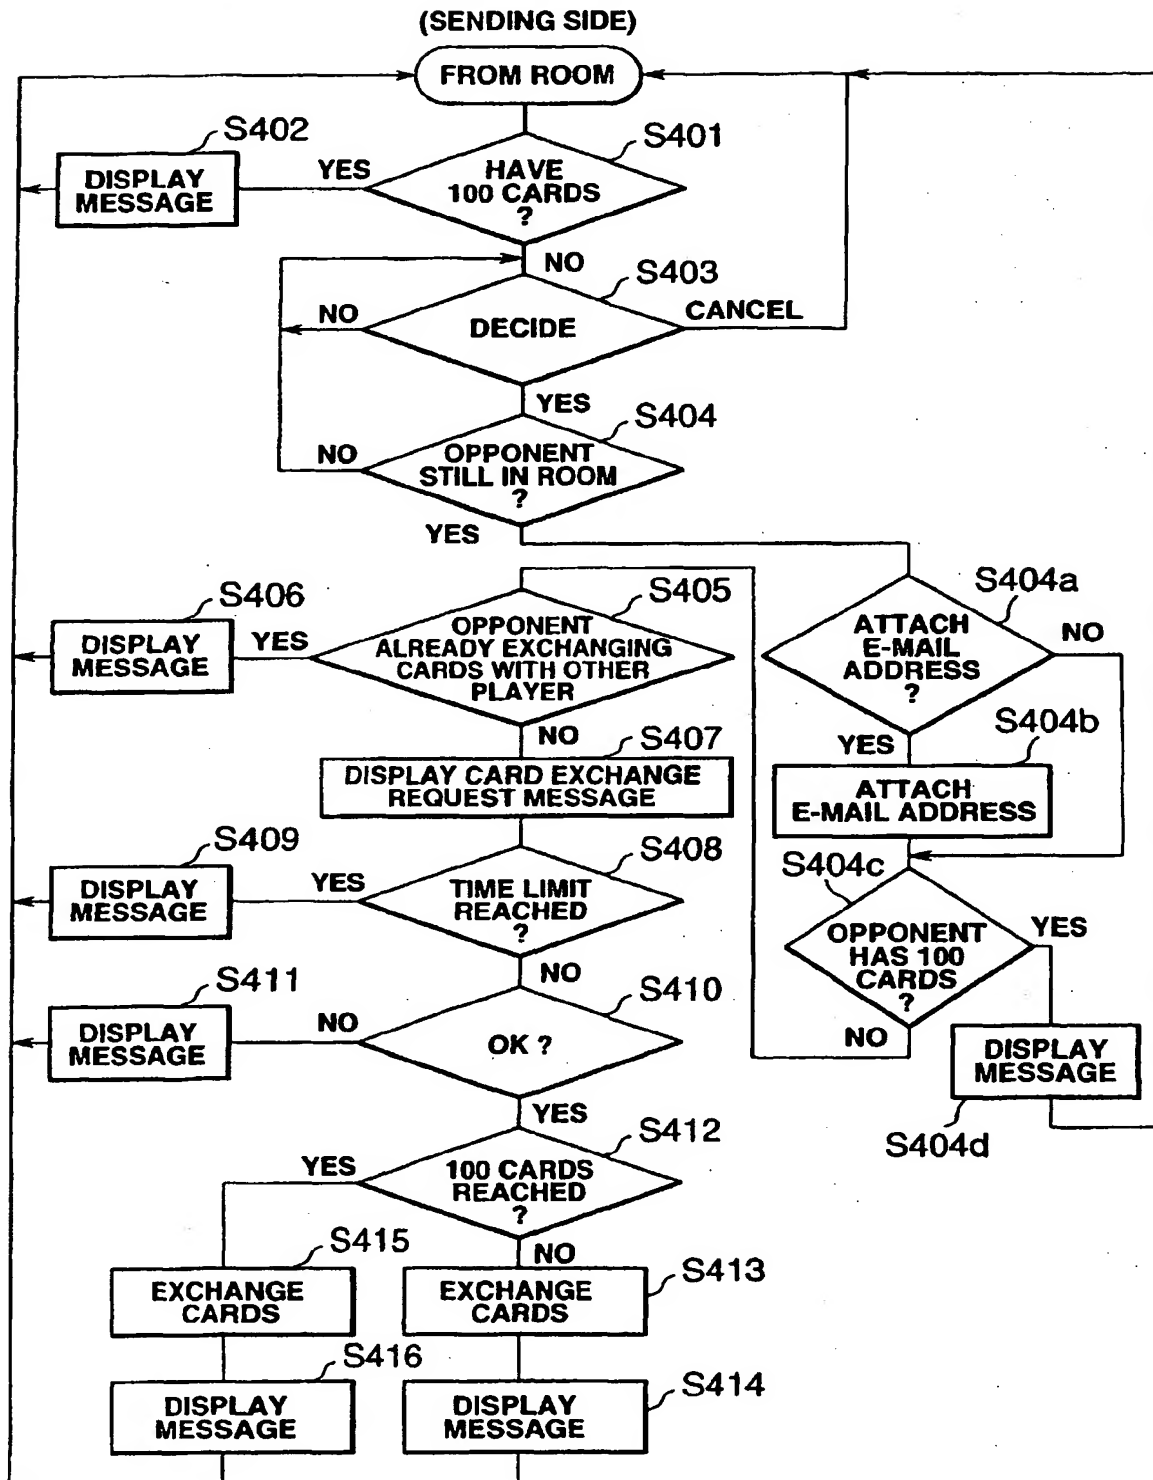 (SENDING SIDE)
FROM ROOM
S402
DISPLAY
MESSAGE
YES
S401
HAVE
100 CARDS
?
NO
S403
NO
DECIDE
CANCEL
YES
S404
NO
OPPONENT
STILL IN ROOM
?
YES
S404a
ATTACH
E-MAIL
ADDRESS
?
NO
YES
S404b
ATTACH
E-MAIL ADDRESS
S404c
OPPONENT
HAS 100
CARDS
?
YES
NO
DISPLAY
MESSAGE
S404d
S406
DISPLAY
MESSAGE
YES
S405
OPPONENT
ALREADY EXCHANGING
CARDS WITH OTHER
PLAYER
NO
S407
DISPLAY CARD EXCHANGE
REQUEST MESSAGE
S409
DISPLAY
MESSAGE
YES
S408
TIME LIMIT
REACHED
?
NO
S411
DISPLAY
MESSAGE
NO
S410
OK ?
YES
S412
YES
100 CARDS
REACHED
?
NO
S415
EXCHANGE
CARDS
S413
EXCHANGE
CARDS
S416
DISPLAY
MESSAGE
S414
DISPLAY
MESSAGE